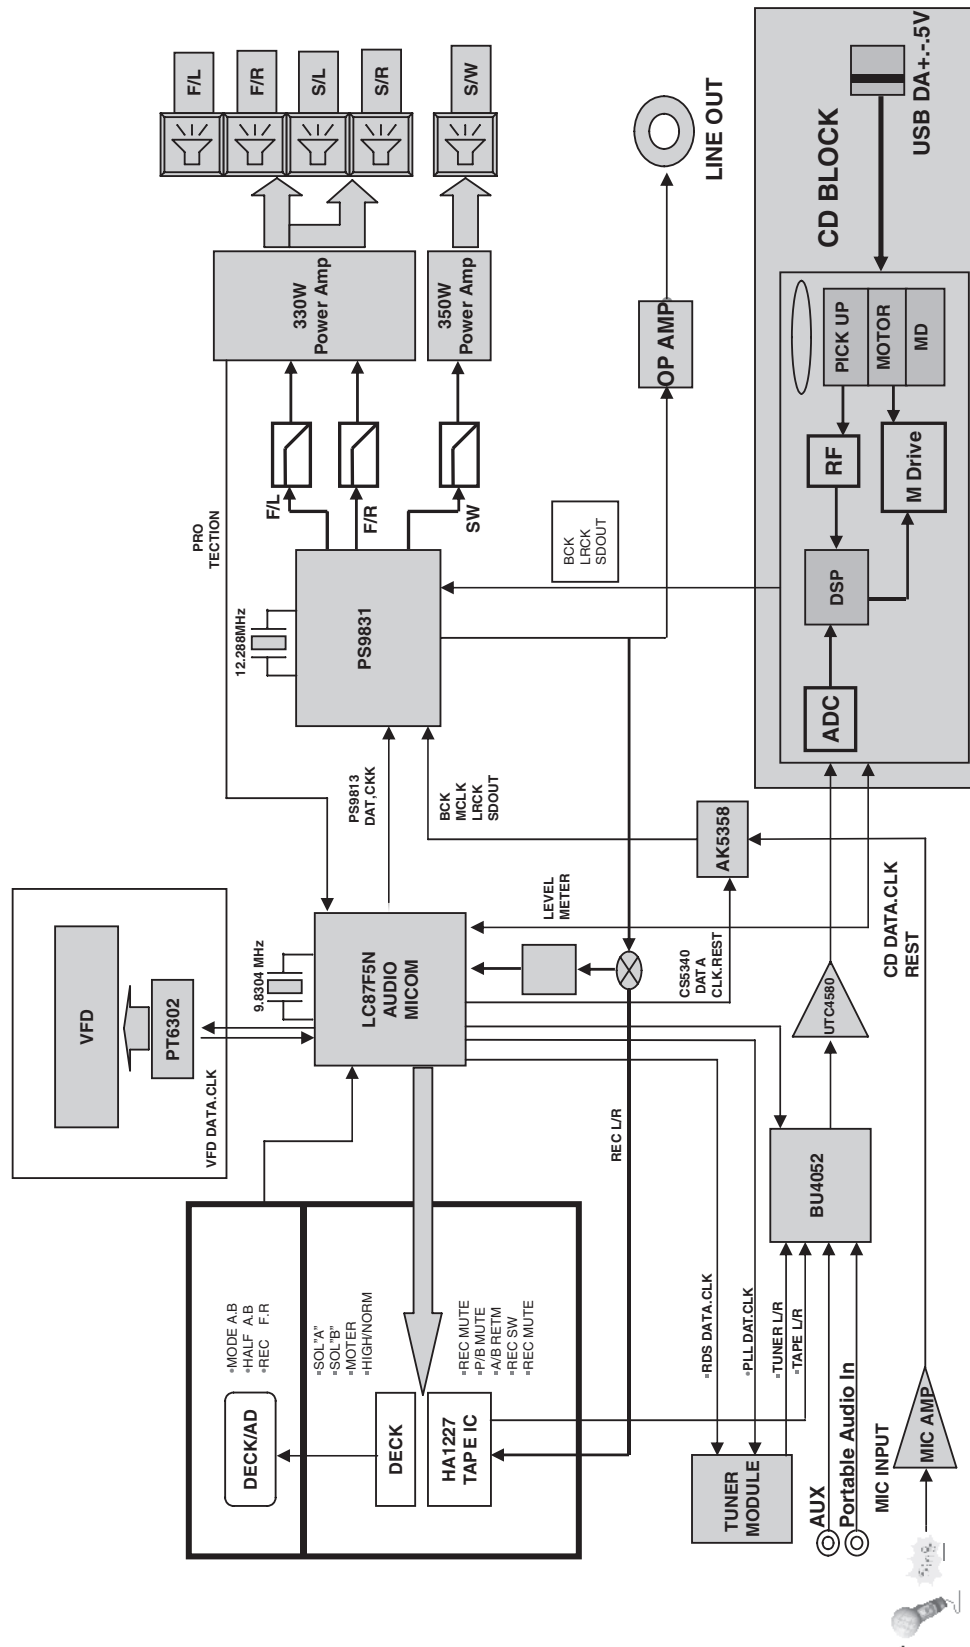 F/L
F/R
S/L
S/R
S/W
330W
Power Amp
350W
Power Amp
LINE OUT
OP AMP
CD BLOCK
USB DA+.-.5V
PICK UP
MOTOR
MD
RF
M Drive
DSP
ADC
F/L
F/R
SW
PRO
TECTION
12.288MHz
PS9831
BCK
LRCK
SDOUT
PS9813
DAT,CKK
BCK
MCLK
LRCK
SDOUT
AK5358
LEVEL
METER
CS5340
DATA
CLK.REST
CD DATA.CLK
REST
UTC4580
VFD
PT6302
VFD DATA.CLK
9.8304 MHz
LC87F5N
AUDIO
MICOM
REC L/R
BU4052
MODE A.B
HALF A.B
REC F.R
SOL"A"
SOL"B"
MOTER
HIGH/NORM
REC MUTE
P/B MUTE
A/B RETM
REC SW
REC MUTE
DECK/AD
DECK
HA1227
TAPE IC
RDS DATA.CLK
PLL DAT.CLK
TUNER L/R
TAPE L/R
TUNER
MODULE
AUX
Portable Audio In
MIC INPUT
MIC AMP